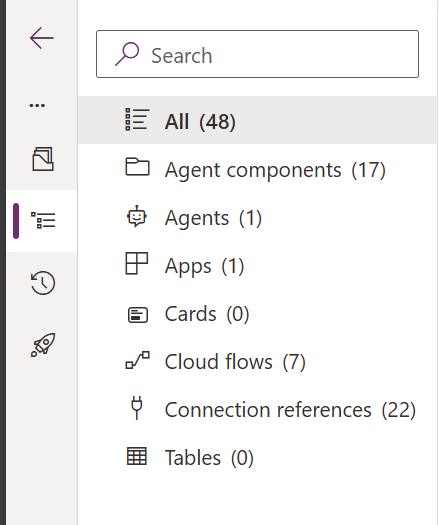 Search
All (48)
Agent components (17)
Agents (1)
Apps (1)
Cards (0)
Cloud flows (7)
Connection references (22)
Tables (0)